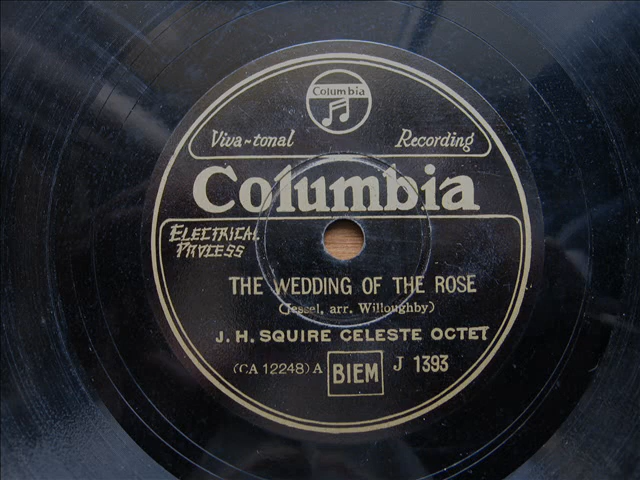 Columbia
Viva-tonal Recording
Columbia
ELECTRICAL
PROCESS
THE WEDDING OF THE ROSE
(Jessel, arr. Willoughby)
J. H. SQUIRE CELESTE OCTET
(CA 12248) A BIEM J 1393